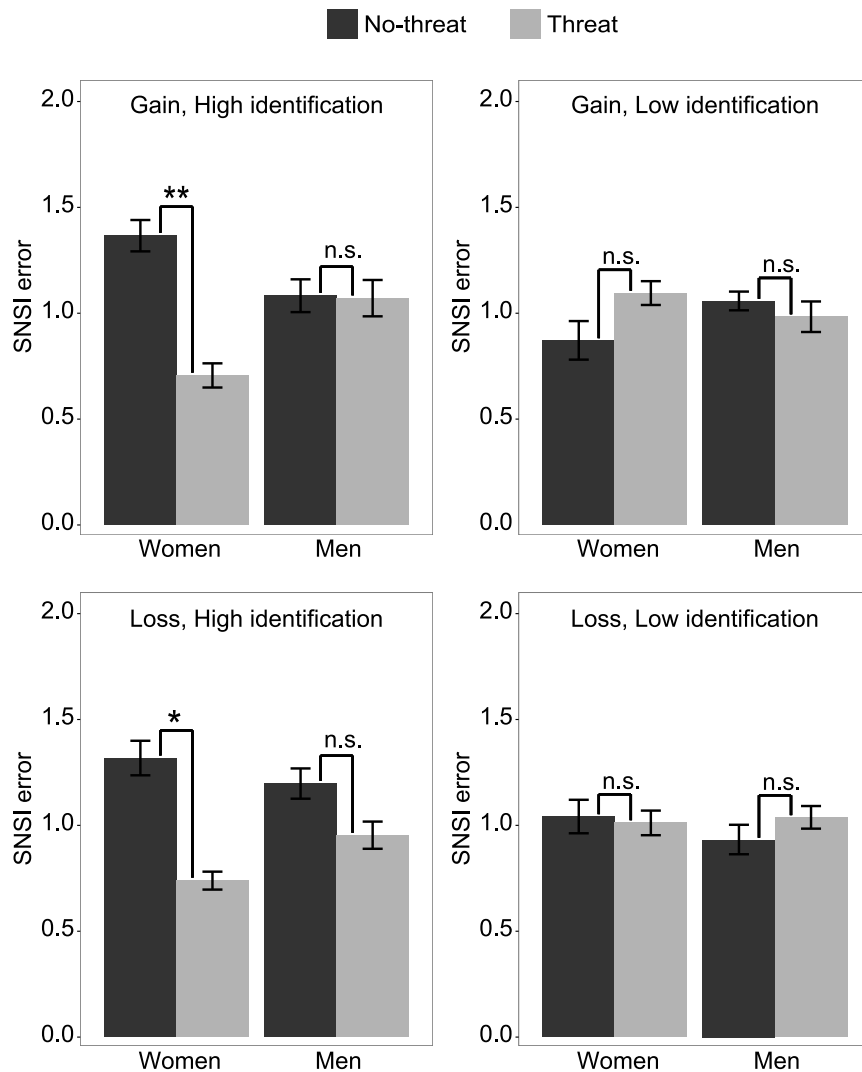 No-threat Threat
Gain, High identification
2.0
1.5
1.0
0.5
0.0
SNSI error
**
n.s.
Women Men
Gain, Low identification
2.0
1.5
1.0
0.5
0.0
SNSI error
n.s.
n.s.
Women Men
Loss, High identification
2.0
1.5
1.0
0.5
0.0
SNSI error
*
n.s.
Women Men
Loss, Low identification
2.0
1.5
1.0
0.5
0.0
SNSI error
n.s.
n.s.
Women Men